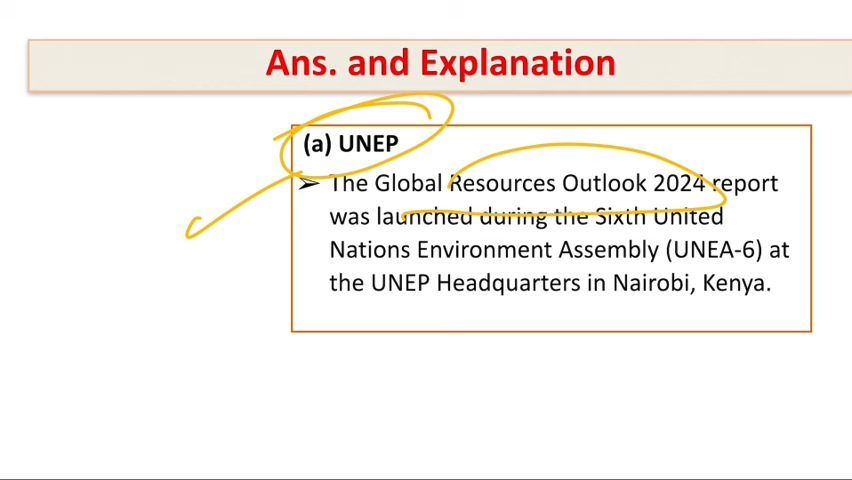 Ans. and Explanation
(a) UNEP
➢ The Global Resources Outlook 2024 report
was launched during the Sixth United
Nations Environment Assembly (UNEA-6) at
the UNEP Headquarters in Nairobi, Kenya.